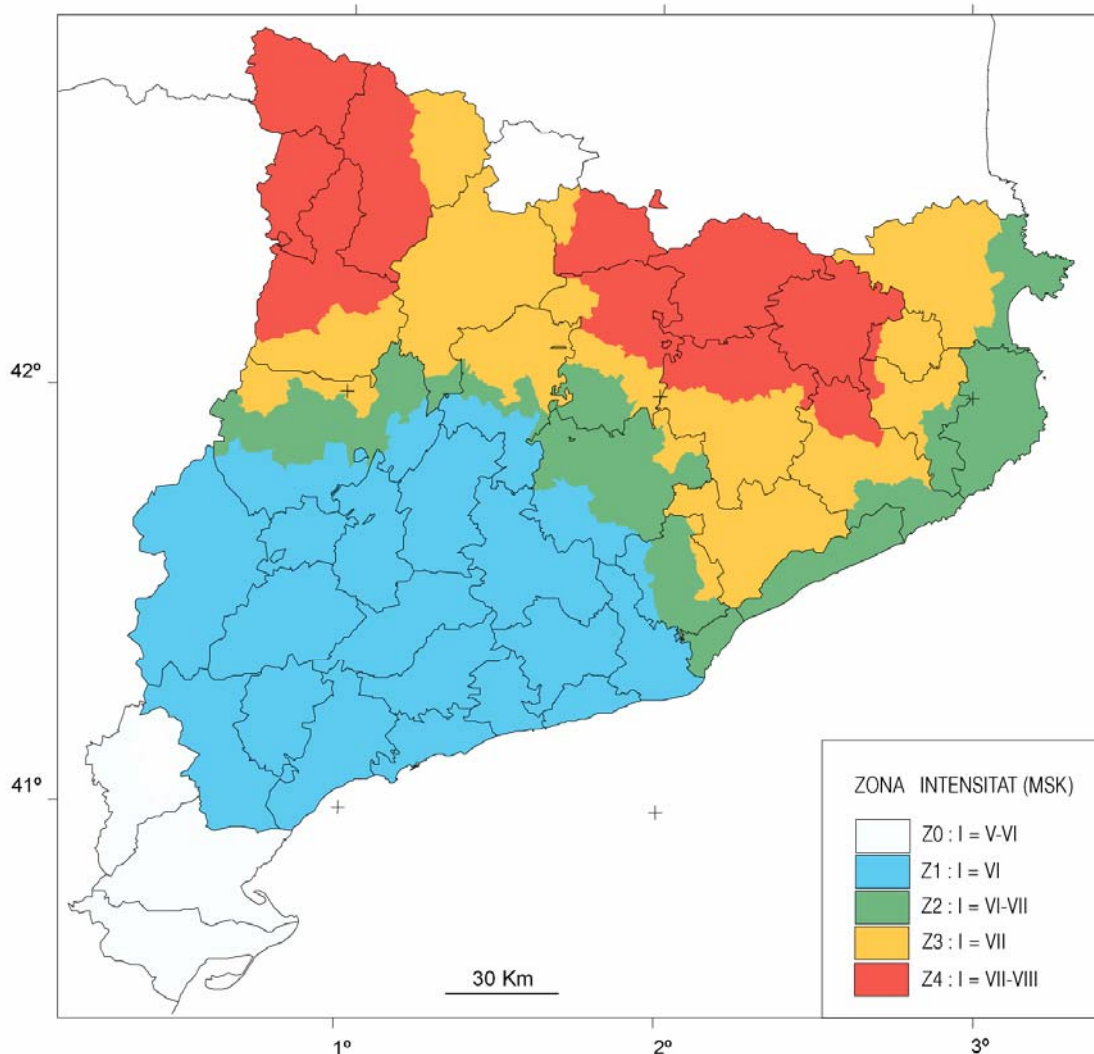 42º
41º
30 Km
ZONA INTENSITAT (MSK)
Z0 : I = V-VI
Z1 : I = VI
Z2 : I = VI-VII
Z3 : I = VII
Z4 : I = VII-VIII
1º
2º
3º